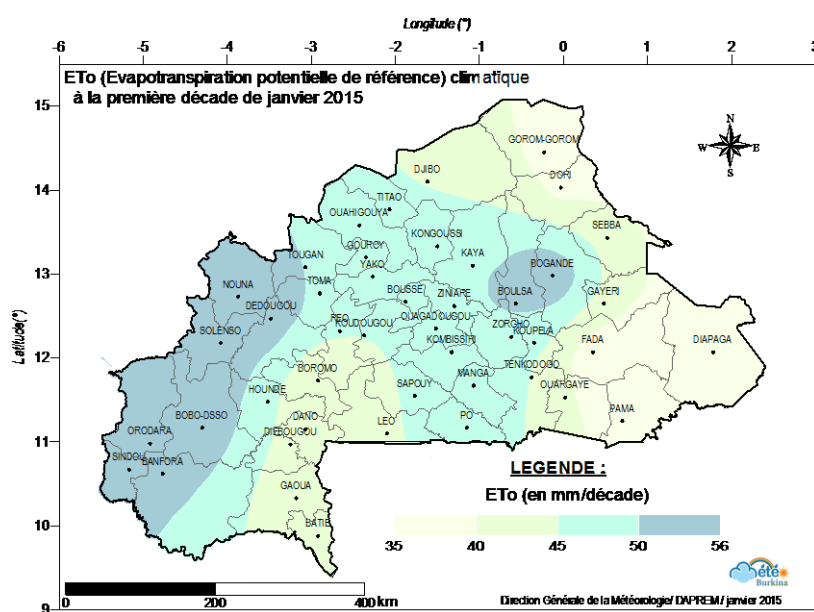 Longitude (°)
-6 -5 -4 -3 -2 -1 0 1 2 3
ETo (Evapotranspiration potentielle de référence) climatique
à la première décade de janvier 2015
15
14
13
12
11
10
9
Latitude(°)
N
W E
S
GOROM-GOROM
DORI
DJIBO
TITAO
OUAHIGOUYA
SEBBA
KONGOUSSI
TOUGAN
GOURCY
KAYA
BOGANDE
YAKO
NOUNA
TOMA
BOUSSE
ZINIARE
BOULSA
GAYERI
DEDOUGOU
REO
KOUDOUGOU
OUAGADOUGOU
ZORGHO
KOUPELA
SOLENSO
KOMBISSIRI
FADA
DIAPAGA
BOROMO
TENKODOGO
HOUNDE
SAPOUY
MANGA
OUARGAYE
BOBO-DSSO
DANO
LEO
PO
PAMA
ORODARA
DIEBOUGOU
SINDOU
BANFORA
GAOUA
BATIE
LEGENDE :
ETo (en mm/décade)
35 40 45 50 56
0 200 400 km
Météo
Burkina
Direction Générale de la Météorologie/ DAPREM / janvier 2015